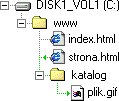 DISK1_VOL1 (C:)
www
index.html
strona.html
katalog
plik.gif